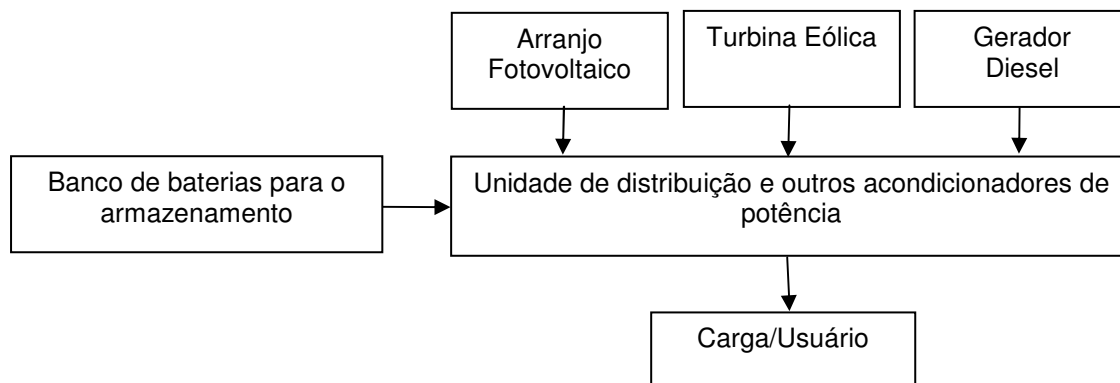 Arranjo
Fotovoltaico
Turbina Eólica
Gerador
Diesel
Banco de baterias para o
armazenamento
Unidade de distribuição e outros acondicionadores de
potência
Carga/Usuário